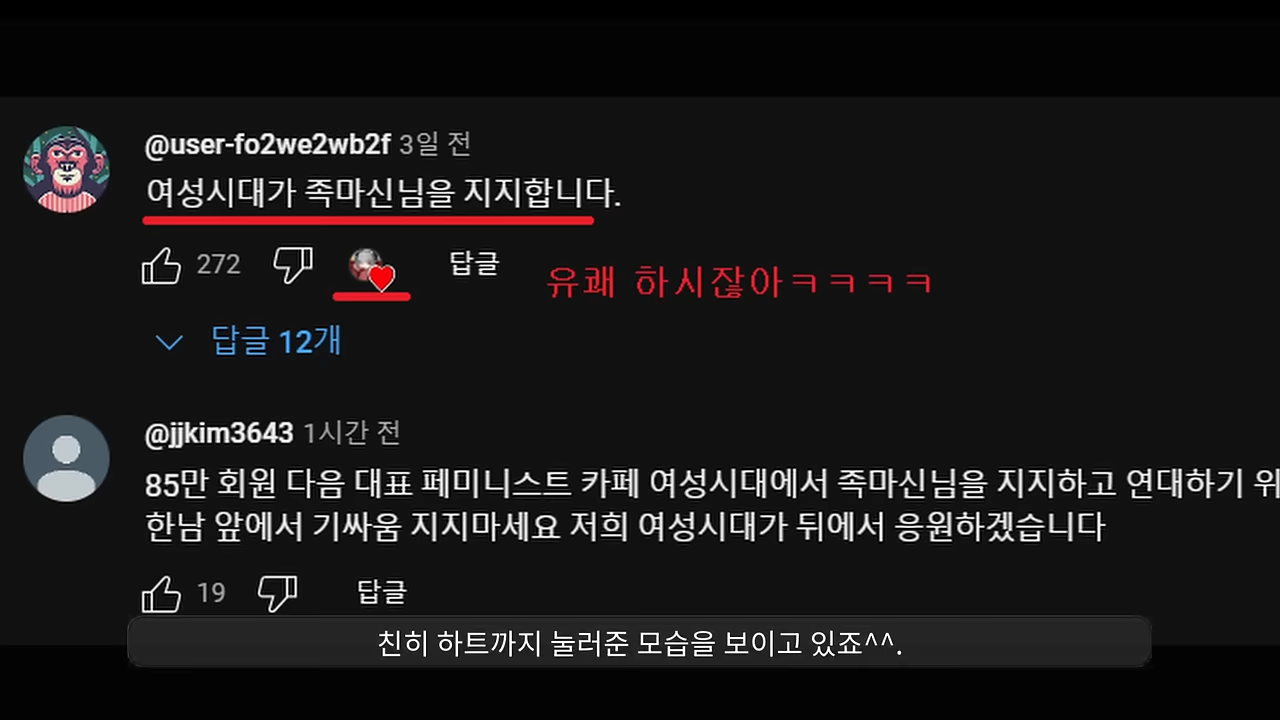 @user-fo2we2wb2f 3일 전
여성시대가 족마신님을 지지합니다.
272 답글
유쾌 하시잖아ㅋㅋㅋㅋ
답글 12개
@jjkim3643 1시간 전
85만 회원 다음 대표 페미니스트 카페 여성시대에서 족마신님을 지지하고 연대하기 위
한남 앞에서 기싸움 지지마세요 저희 여성시대가 뒤에서 응원하겠습니다
19 답글
친히 하트까지 눌러준 모습을 보이고 있죠^^.